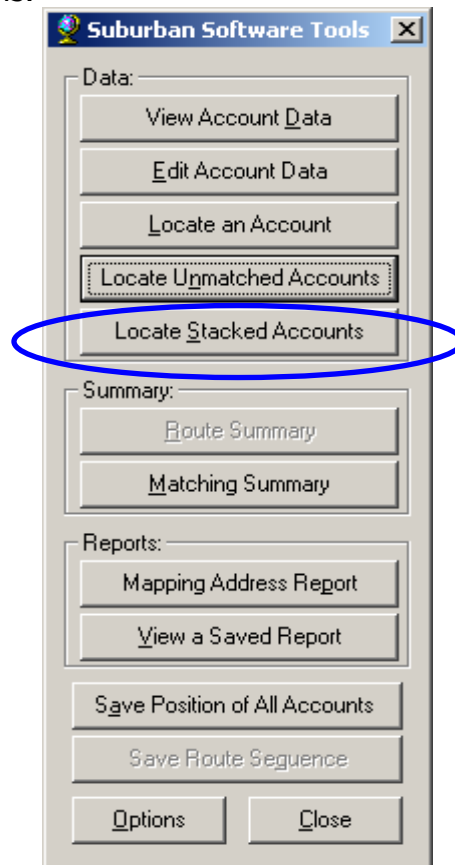 Suburban Software Tools
Data:
View Account Data
Edit Account Data
Locate an Account
Locate Unmatched Accounts
Locate Stacked Accounts
Summary:
Route Summary
Matching Summary
Reports:
Mapping Address Report
View a Saved Report
Save Position of All Accounts
Save Route Sequence
Options Close